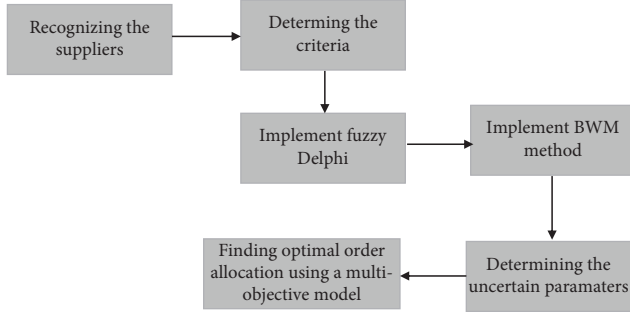 Recognizing the
suppliers
Determing the
criteria
Implement fuzzy
Delphi
Implement BWM
method
Determining the
uncertain paramaters
Finding optimal order
allocation using a multi-
objective model